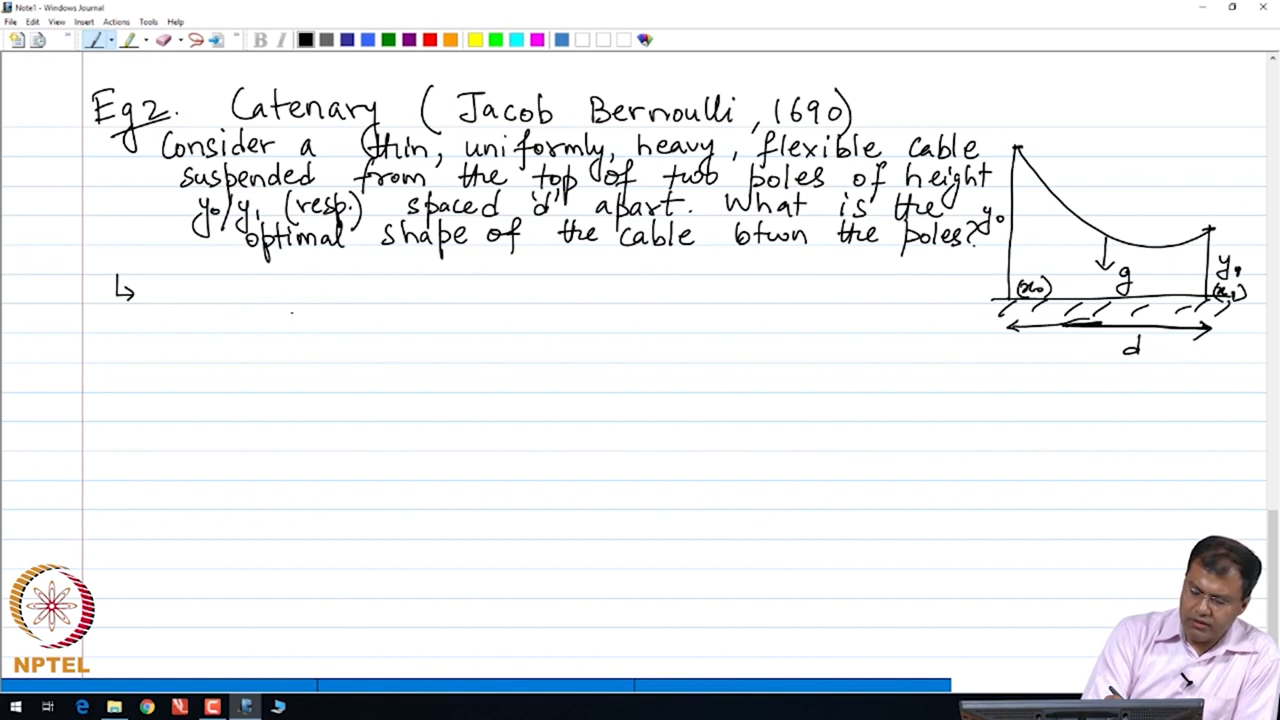 Note1 - Windows Journal
File Edit View Insert Actions Tools Help
B I
Eg 2. Catenary ( Jacob Bernoulli, 1690)
Consider a thin, uniformly, heavy, flexible cable
suspended from the top of two poles of height
y₀/y₁ (resp.) spaced 'd' apart. What is the
optimal shape of the cable btwn the poles?
↳
y₀
g
y₁
(x₀)
(x₁)
d
NPTEL